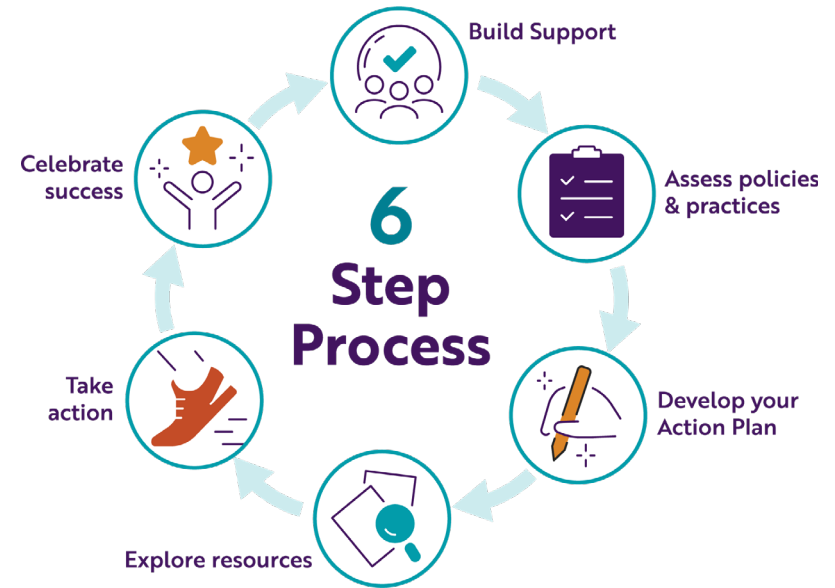 Build Support
Assess policies
& practices
Develop your
Action Plan
Explore resources
Take
action
Celebrate
success
6
Step
Process